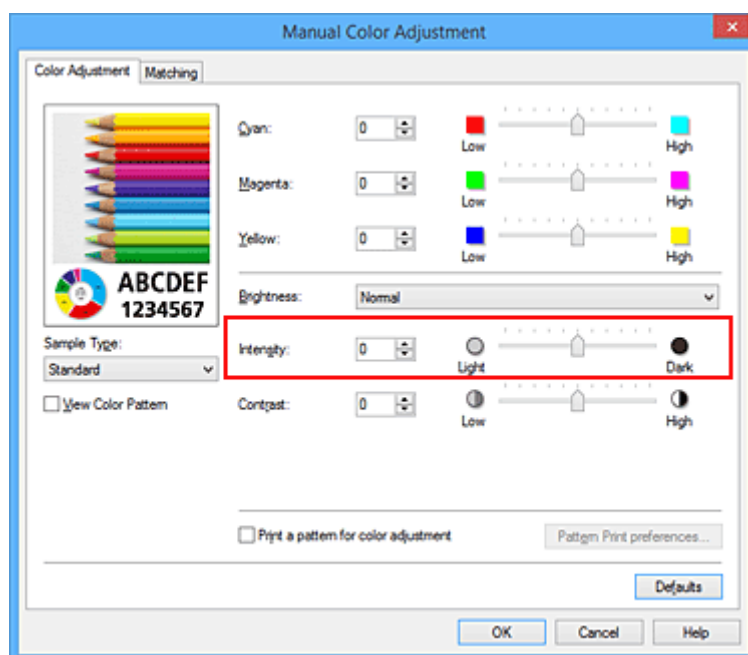 Manual Color Adjustment
Color Adjustment Matching
Cyan: 0 Low High
Magenta: 0 Low High
Yellow: 0 Low High
ABCDEF
1234567
Brightness: Normal
Sample Type:
Standard
Intensity: 0 Light Dark
View Color Pattern
Contrast: 0 Low High
Print a pattern for color adjustment Pattern Print preferences...
Defaults
OK Cancel Help